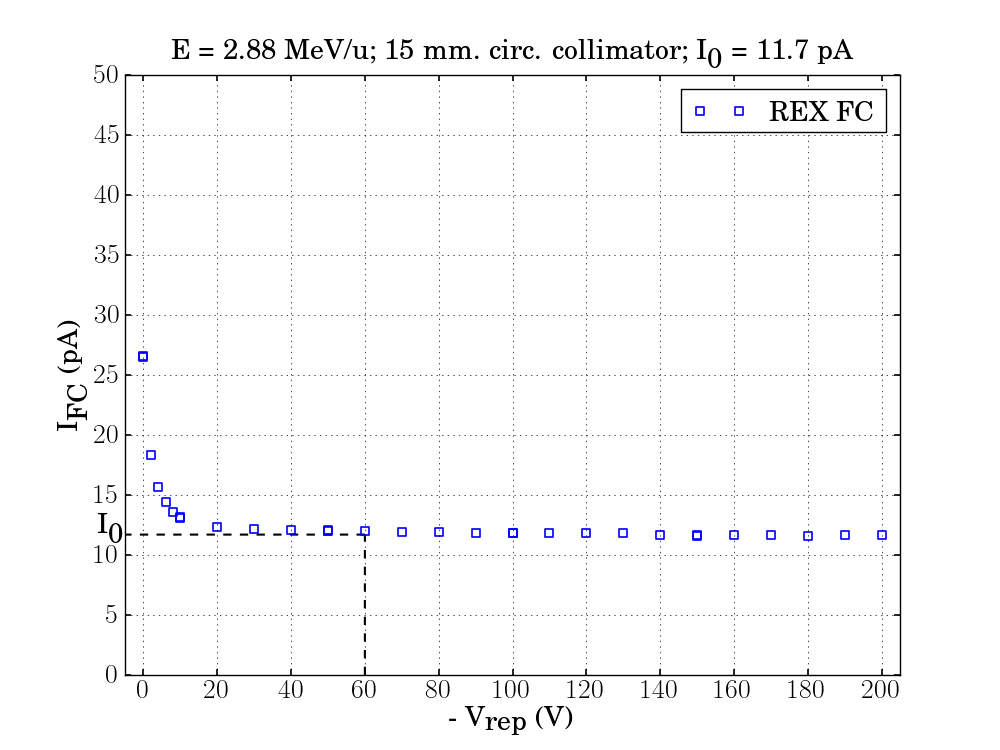 E = 2.88 MeV/u; 15 mm. circ. collimator; I0 = 11.7 pA
REX FC
50
45
40
35
30
25
20
15
I0
10
5
0
IFC (pA)
0 20 40 60 80 100 120 140 160 180 200
- Vrep (V)